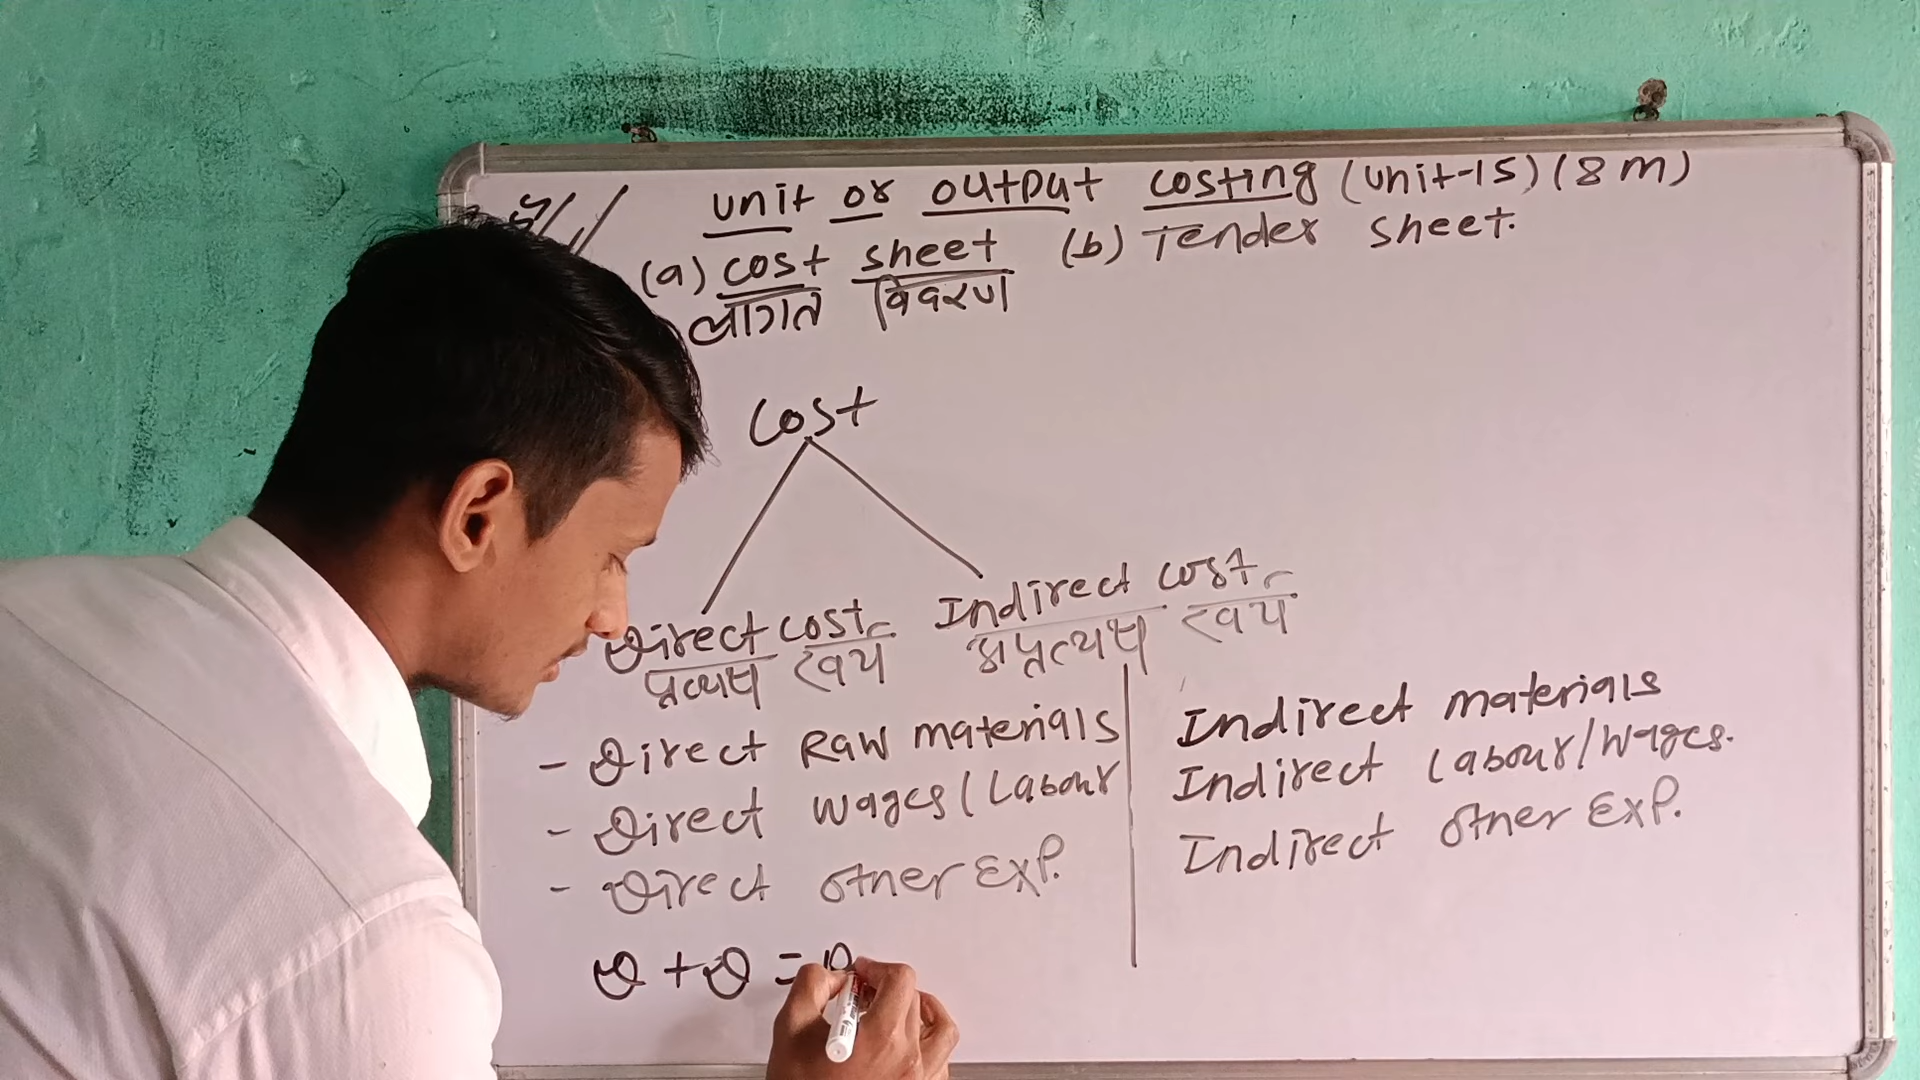 unit or output costing (unit-15) (8 m)
(a) cost sheet (b) Tender sheet.
लागत विवरण
Cost
Direct cost Indirect cost
प्रत्यक्ष व्यय अप्रत्यक्ष व्यय
- Direct Raw materials
- Direct wages/Labour
- Direct other Exp.
Indirect materials
Indirect Labour/wages.
Indirect other Exp.
D + D =